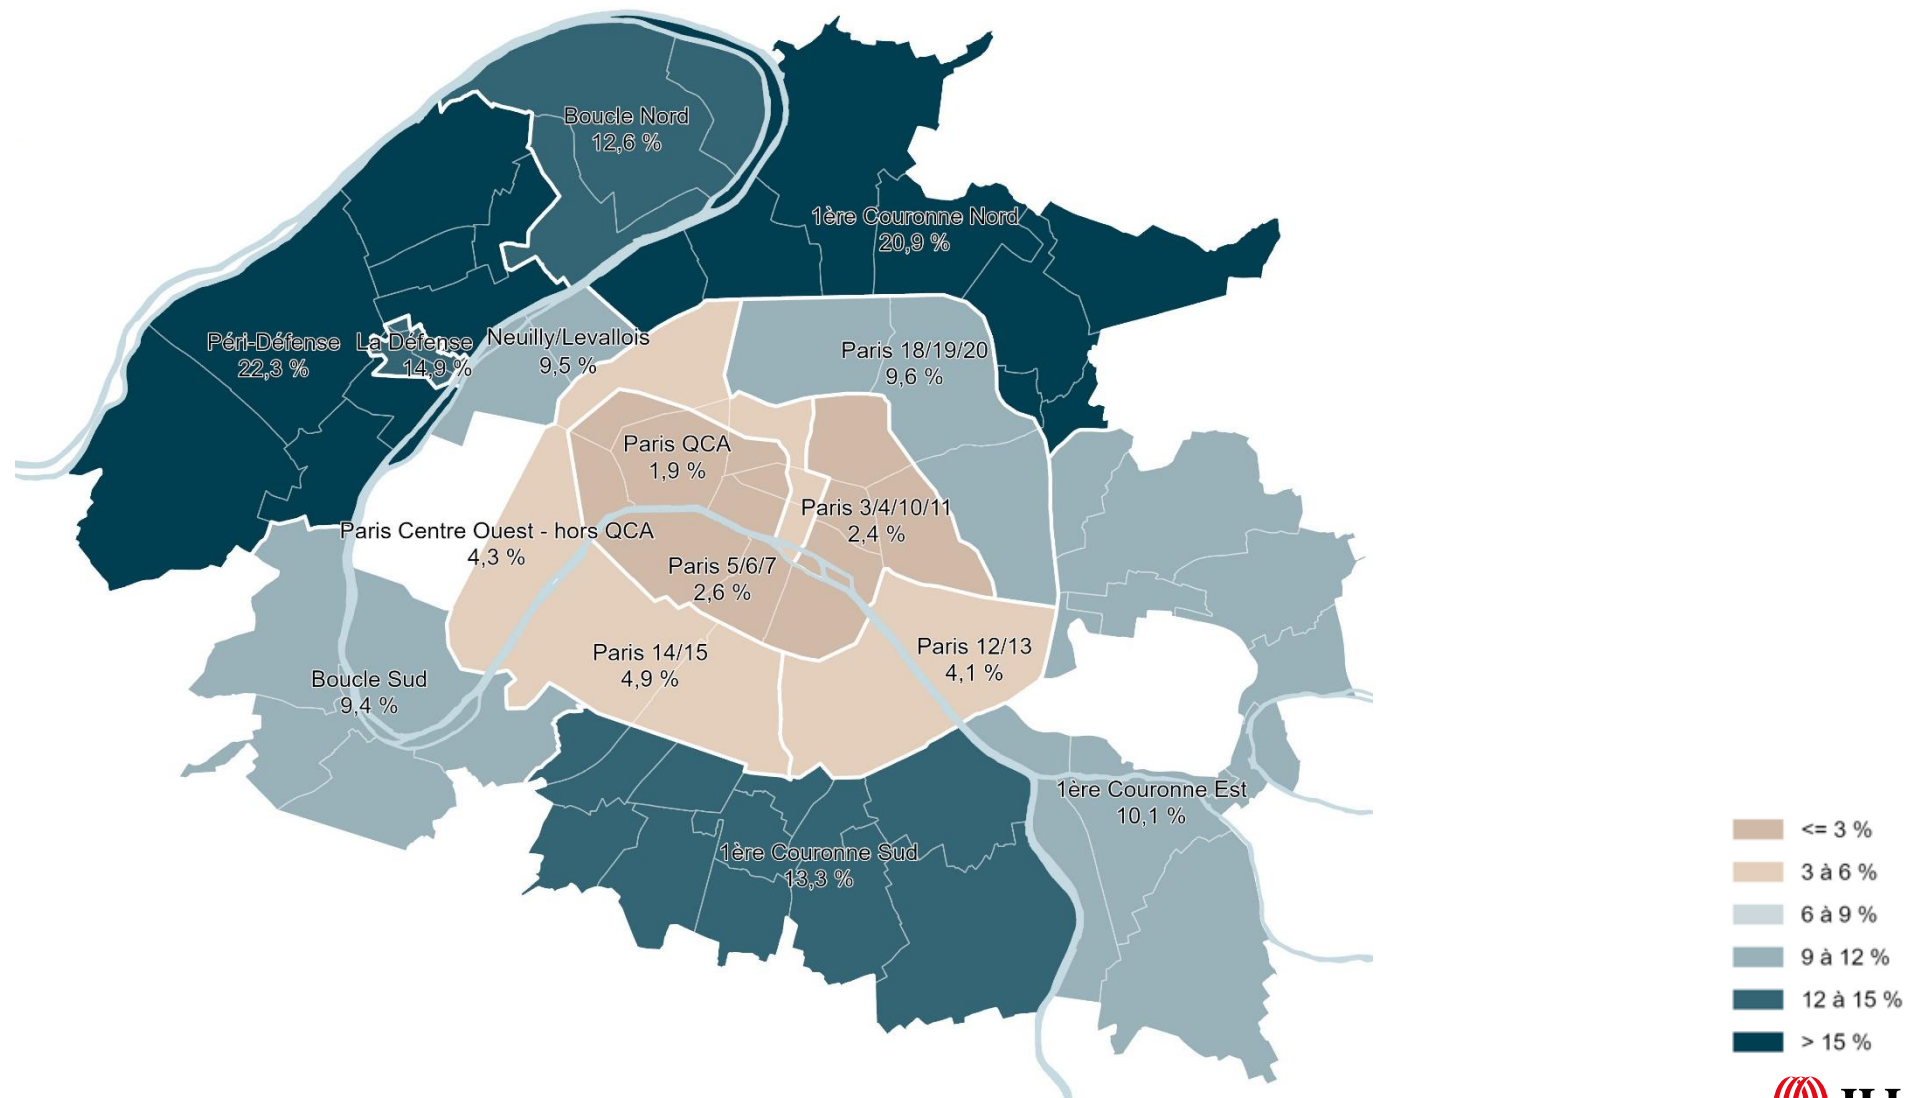 Boucle Nord
12,6 %
1ère Couronne Nord
20,9 %
Péri-Défense
22,3 %
La Défense
14,9 %
Neuilly/Levallois
9,5 %
Paris 18/19/20
9,6 %
Paris QCA
1,9 %
Paris 3/4/10/11
2,4 %
Paris Centre Ouest - hors QCA
4,3 %
Paris 5/6/7
2,6 %
Paris 14/15
4,9 %
Paris 12/13
4,1 %
Boucle Sud
9,4 %
1ère Couronne Est
10,1 %
1ère Couronne Sud
13,3 %
<= 3 %
3 à 6 %
6 à 9 %
9 à 12 %
12 à 15 %
> 15 %